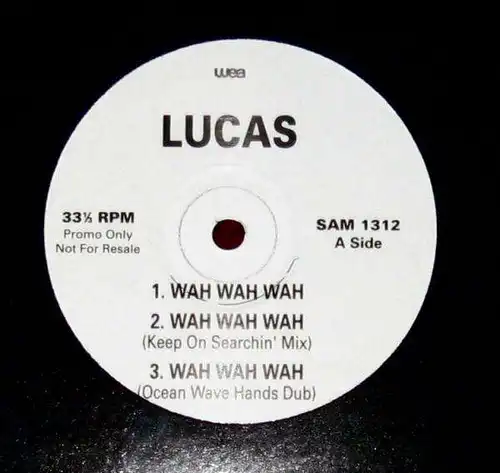 wea
LUCAS
33⅓ RPM
Promo Only
Not For Resale
SAM 1312
A Side
1. WAH WAH WAH
2. WAH WAH WAH
(Keep On Searchin' Mix)
3. WAH WAH WAH
(Ocean Wave Hands Dub)